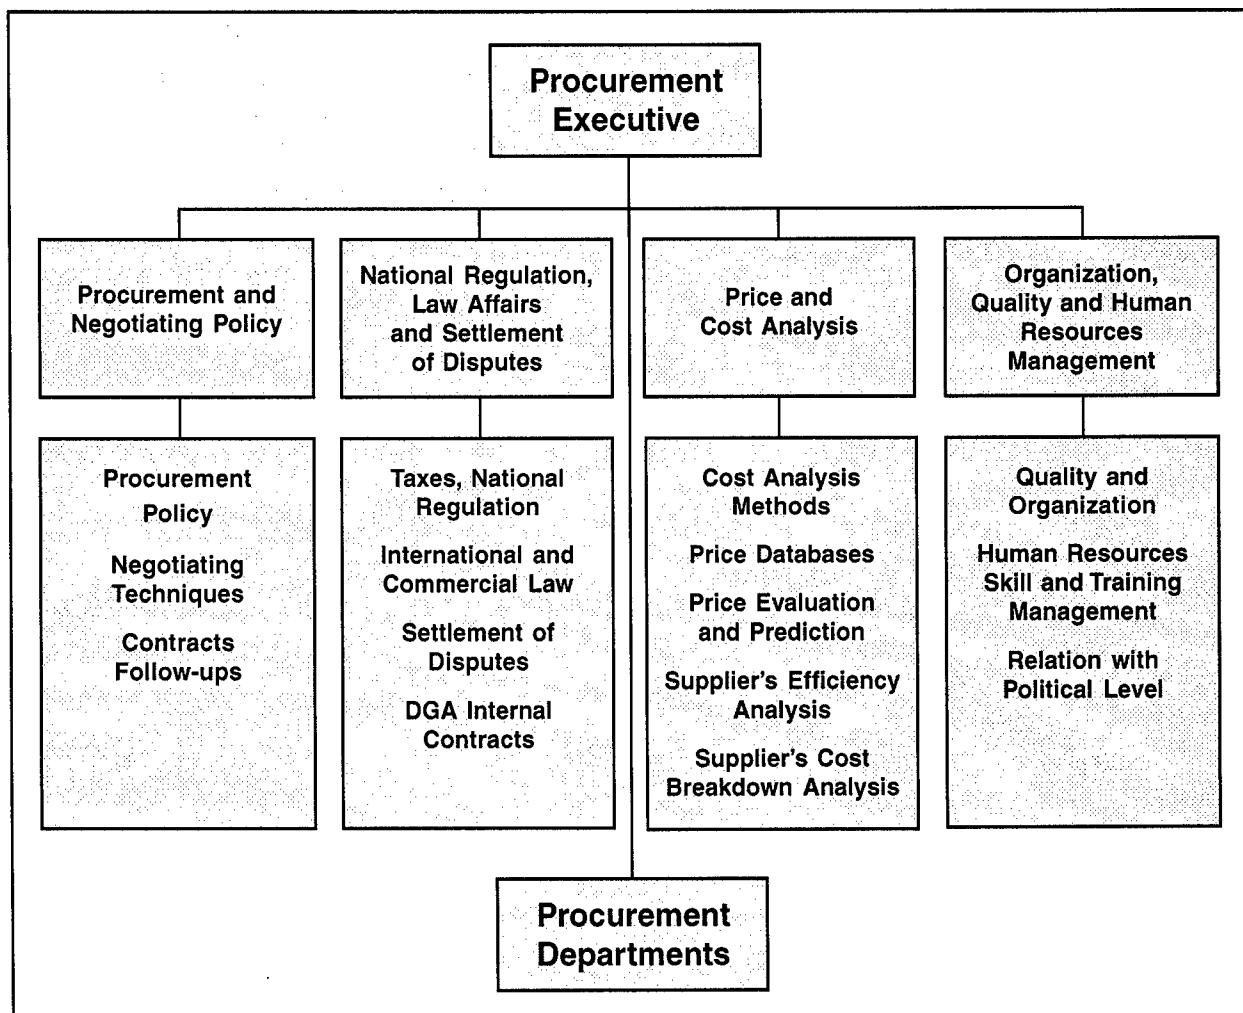 Procurement
Executive
Procurement and
Negotiating Policy
National Regulation,
Law Affairs
and Settlement
of Disputes
Price and
Cost Analysis
Organization,
Quality and Human
Resources
Management
Procurement
Policy
Negotiating
Techniques
Contracts
Follow-ups
Taxes, National
Regulation
International and
Commercial Law
Settlement of
Disputes
DGA Internal
Contracts
Cost Analysis
Methods
Price Databases
Price Evaluation
and Prediction
Supplier's Efficiency
Analysis
Supplier's Cost
Breakdown Analysis
Quality and
Organization
Human Resources
Skill and Training
Management
Relation with
Political Level
Procurement
Departments